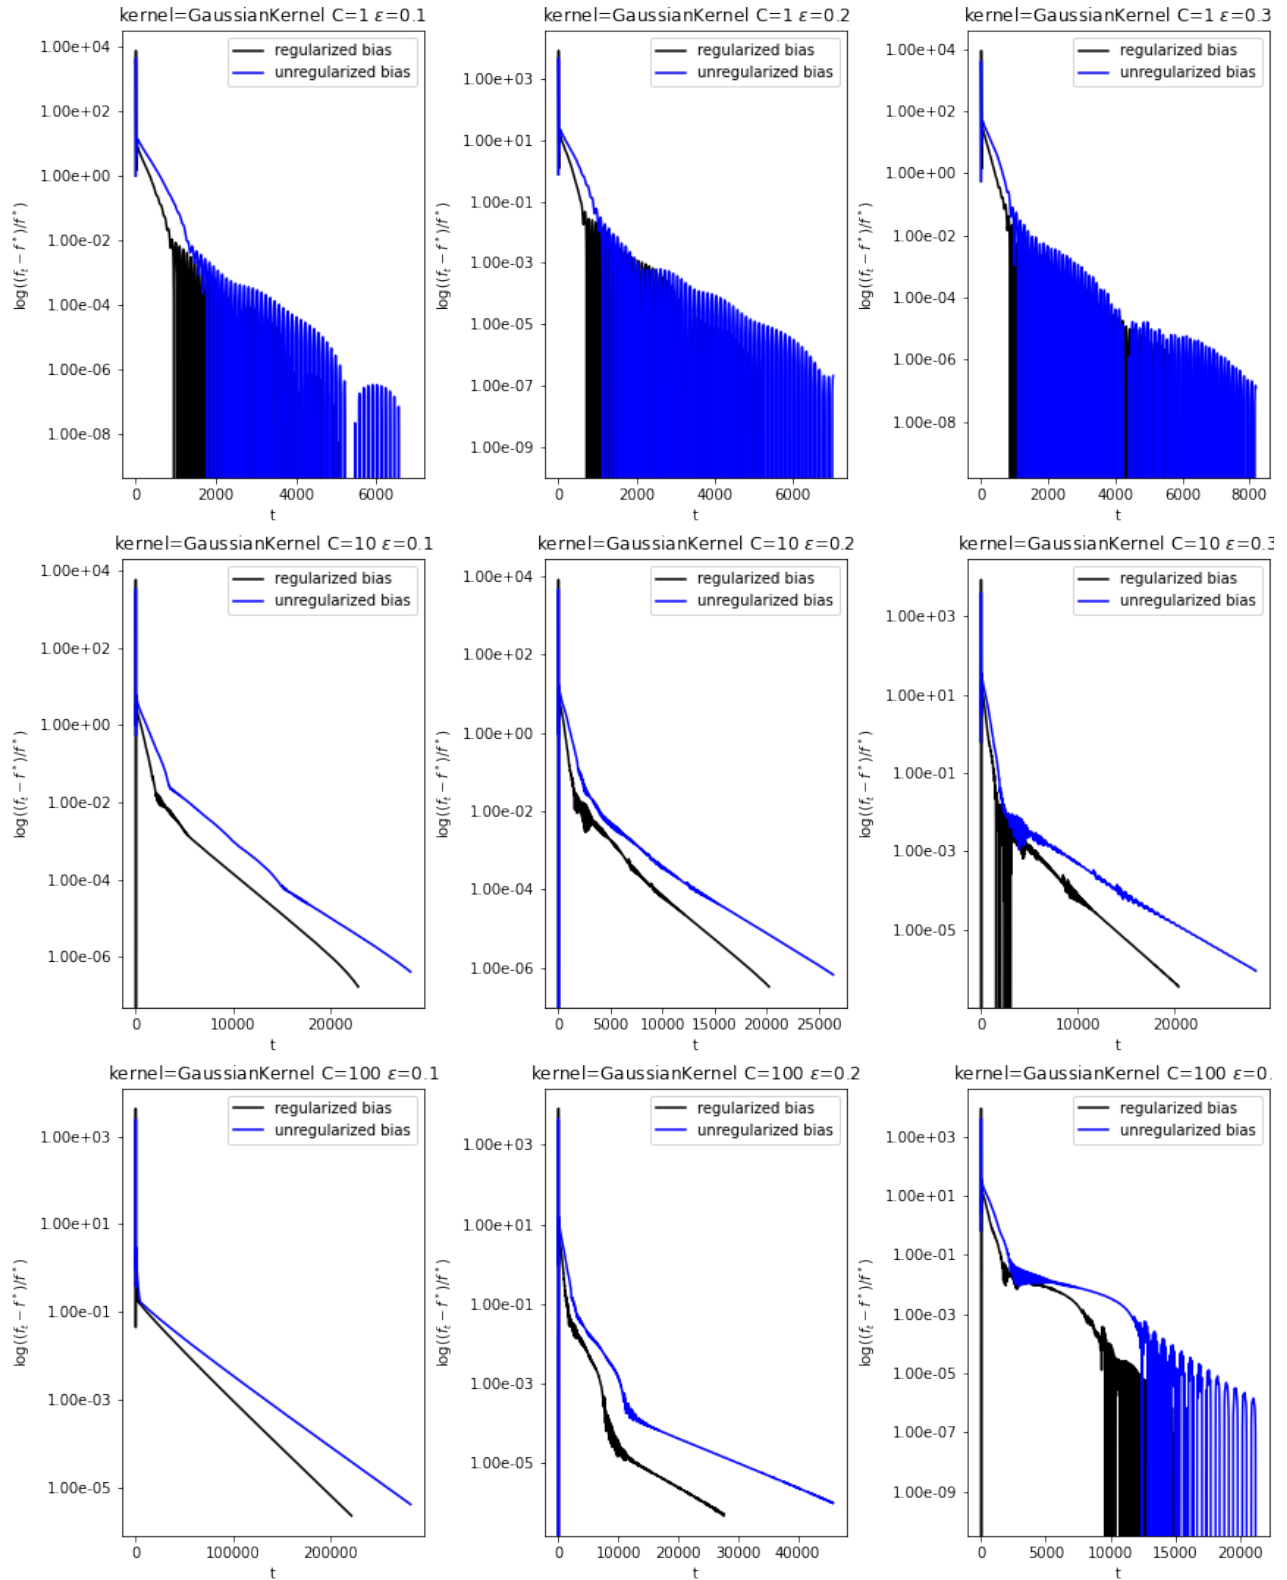 kernel=GaussianKernel C=1 ε=0.1
1.00e+04
1.00e+02
1.00e+00
1.00e-02
1.00e-04
1.00e-06
1.00e-08
log((f_t − f*)/f*)
regularized bias
unregularized bias
0 2000 4000 6000
t
kernel=GaussianKernel C=1 ε=0.2
1.00e+03
1.00e+01
1.00e-01
1.00e-03
1.00e-05
1.00e-07
1.00e-09
log((f_t − f*)/f*)
regularized bias
unregularized bias
0 2000 4000 6000
t
kernel=GaussianKernel C=1 ε=0.3
1.00e+04
1.00e+02
1.00e+00
1.00e-02
1.00e-04
1.00e-06
1.00e-08
log((f_t − f*)/f*)
regularized bias
unregularized bias
0 2000 4000 6000 8000
t
kernel=GaussianKernel C=10 ε=0.1
1.00e+04
1.00e+02
1.00e+00
1.00e-02
1.00e-04
1.00e-06
log((f_t − f*)/f*)
regularized bias
unregularized bias
0 10000 20000
t
kernel=GaussianKernel C=10 ε=0.2
1.00e+04
1.00e+02
1.00e+00
1.00e-02
1.00e-04
1.00e-06
log((f_t − f*)/f*)
regularized bias
unregularized bias
0 5000 10000 15000 20000 25000
t
kernel=GaussianKernel C=10 ε=0.3
1.00e+03
1.00e+01
1.00e-01
1.00e-03
1.00e-05
log((f_t − f*)/f*)
regularized bias
unregularized bias
0 10000 20000
t
kernel=GaussianKernel C=100 ε=0.1
1.00e+03
1.00e+01
1.00e-01
1.00e-03
1.00e-05
log((f_t − f*)/f*)
regularized bias
unregularized bias
0 100000 200000
t
kernel=GaussianKernel C=100 ε=0.2
1.00e+03
1.00e+01
1.00e-01
1.00e-03
1.00e-05
log((f_t − f*)/f*)
regularized bias
unregularized bias
0 10000 20000 30000 40000
t
kernel=GaussianKernel C=100 ε=0.
1.00e+03
1.00e+01
1.00e-01
1.00e-03
1.00e-05
1.00e-07
1.00e-09
log((f_t − f*)/f*)
regularized bias
unregularized bias
0 5000 10000 15000 20000
t